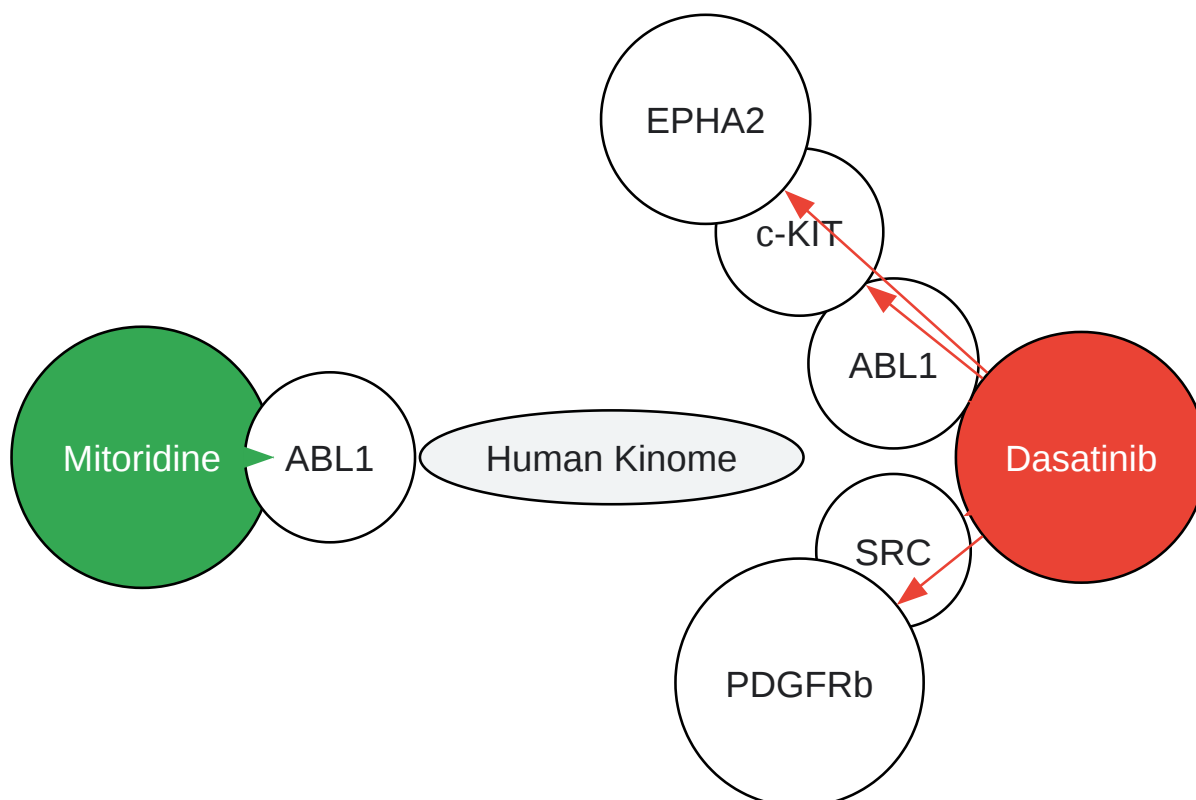 EPHA2
c-KIT
ABL1
Mitoridine
ABL1
Human Kinome
Dasatinib
SRC
PDGFRb